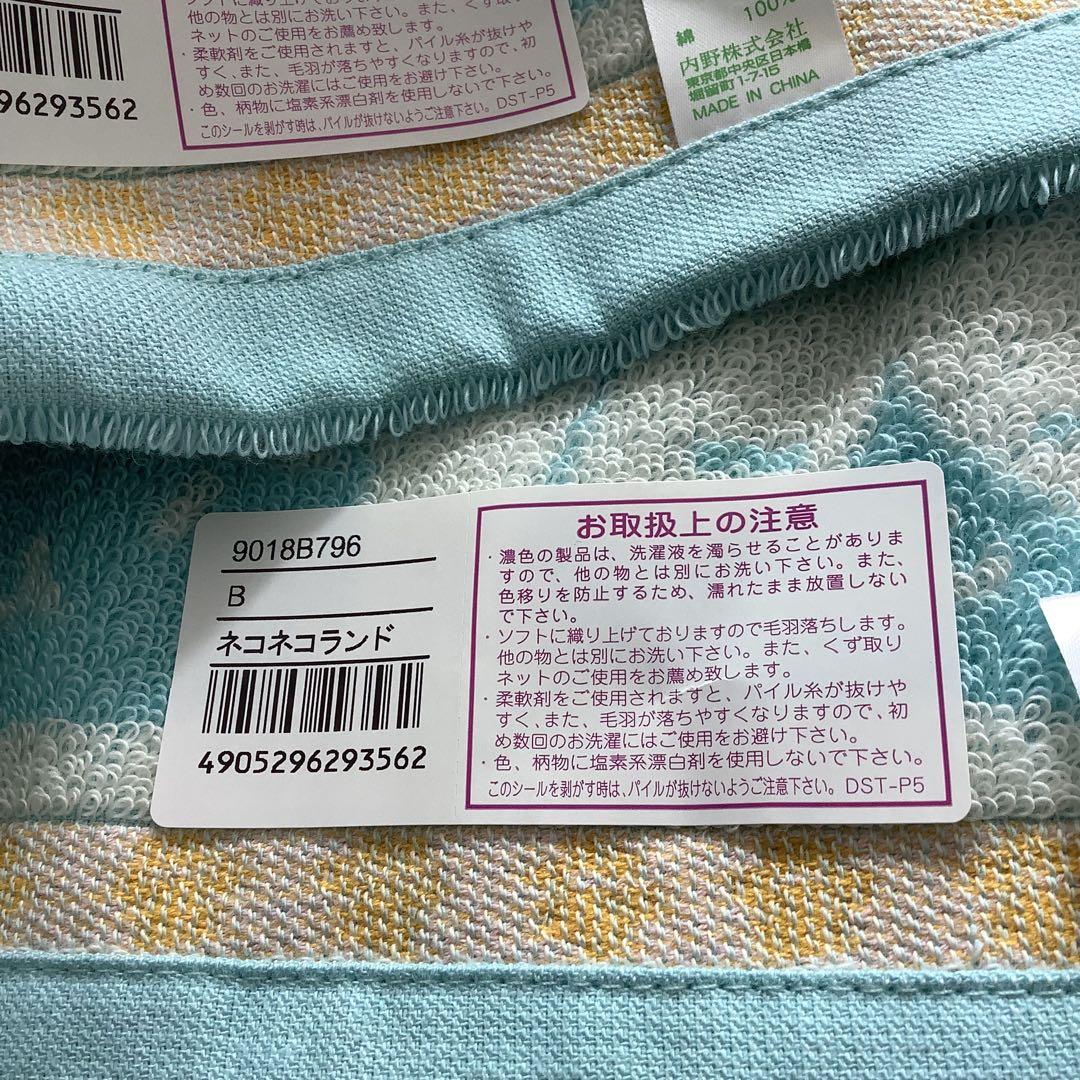 ソフトに織り上げております
他の物とは別にお洗い下さい。また、くず取り
ネットのご使用をお薦め致します。
・柔軟剤をご使用されますと、パイル糸が抜けや
すく、また、毛羽が落ちやすくなりますので、初
め数回のお洗濯にはご使用をお避け下さい。
・色、柄物に塩素系漂白剤を使用しないで下さい。
このシールを剥がす時は、パイルが抜けないようご注意下さい。DST-P5
96293562
綿 100%
内野株式会社
東京都中央区日本橋
堀留町1-7-15
MADE IN CHINA
9018B796
B
ネコネコランド
4905296293562
お取扱上の注意
・濃色の製品は、洗濯液を濁らせることがありま
すので、他の物とは別にお洗い下さい。また、
色移りを防止するため、濡れたまま放置しない
で下さい。
・ソフトに織り上げておりますので毛羽落ちします。
他の物とは別にお洗い下さい。また、くず取り
ネットのご使用をお薦め致します。
・柔軟剤をご使用されますと、パイル糸が抜けや
すく、また、毛羽が落ちやすくなりますので、初
め数回のお洗濯にはご使用をお避け下さい。
・色、柄物に塩素系漂白剤を使用しないで下さい。
このシールを剥がす時は、パイルが抜けないようご注意下さい。DST-P5